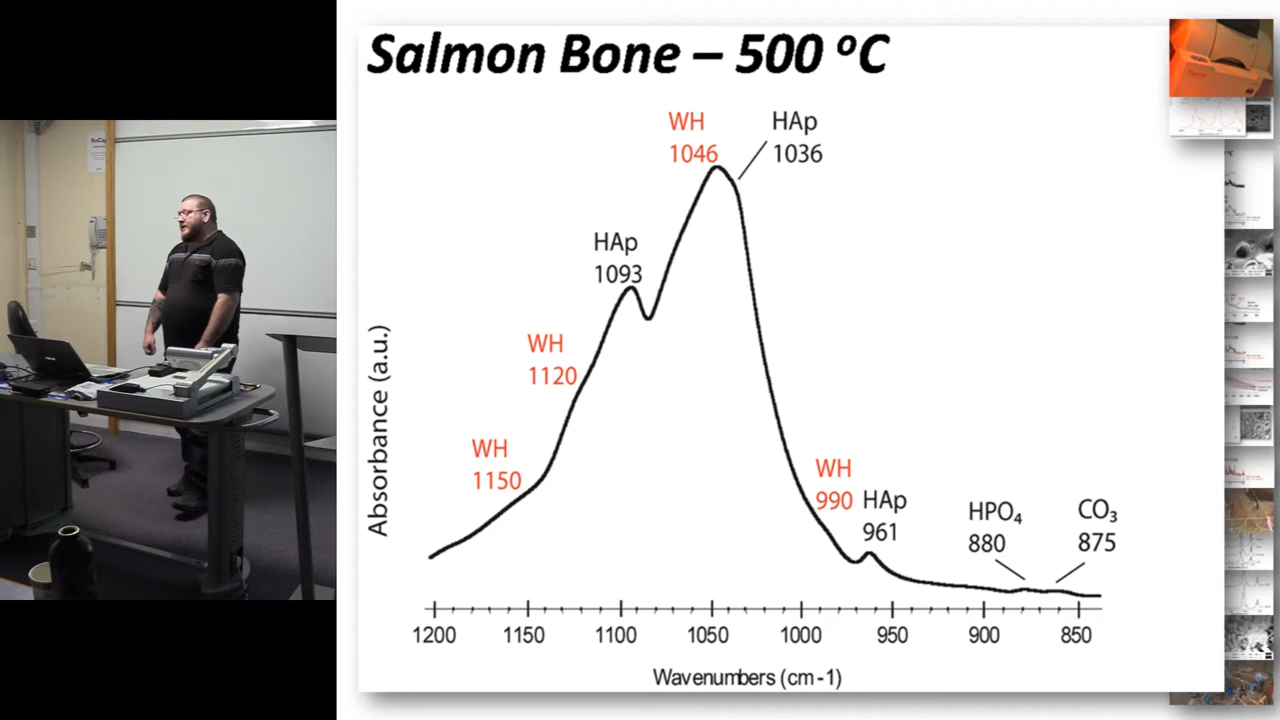 Salmon Bone – 500 ºC
WH
1046
HAp
1036
HAp
1093
WH
1120
WH
1150
WH
990
HAp
961
HPO₄
880
CO₃
875
Absorbance (a.u.)
1200 1150 1100 1050 1000 950 900 850
Wavenumbers (cm-1)